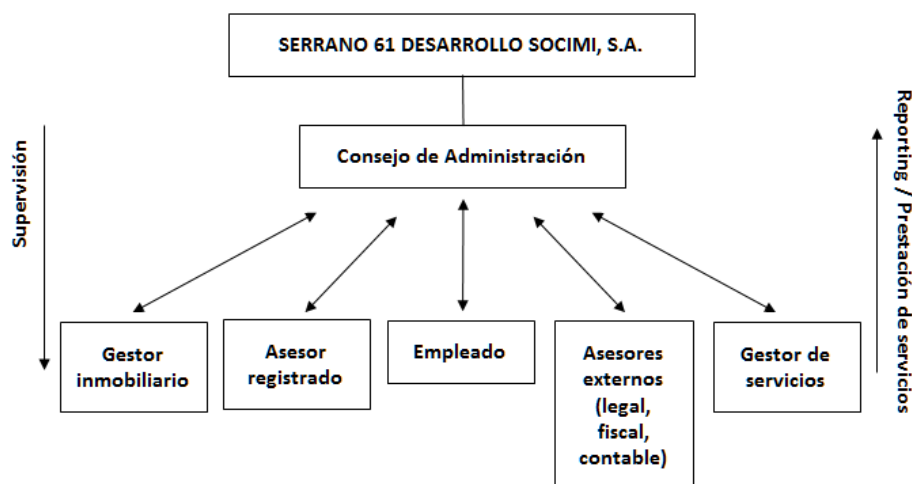 SERRANO 61 DESARROLLO SOCIMI, S.A.
Consejo de Administración
Supervisión
Reporting / Prestación de servicios
Gestor
inmobiliario
Asesor
registrado
Empleado
Asesores
externos
(legal,
fiscal,
contable)
Gestor de
servicios